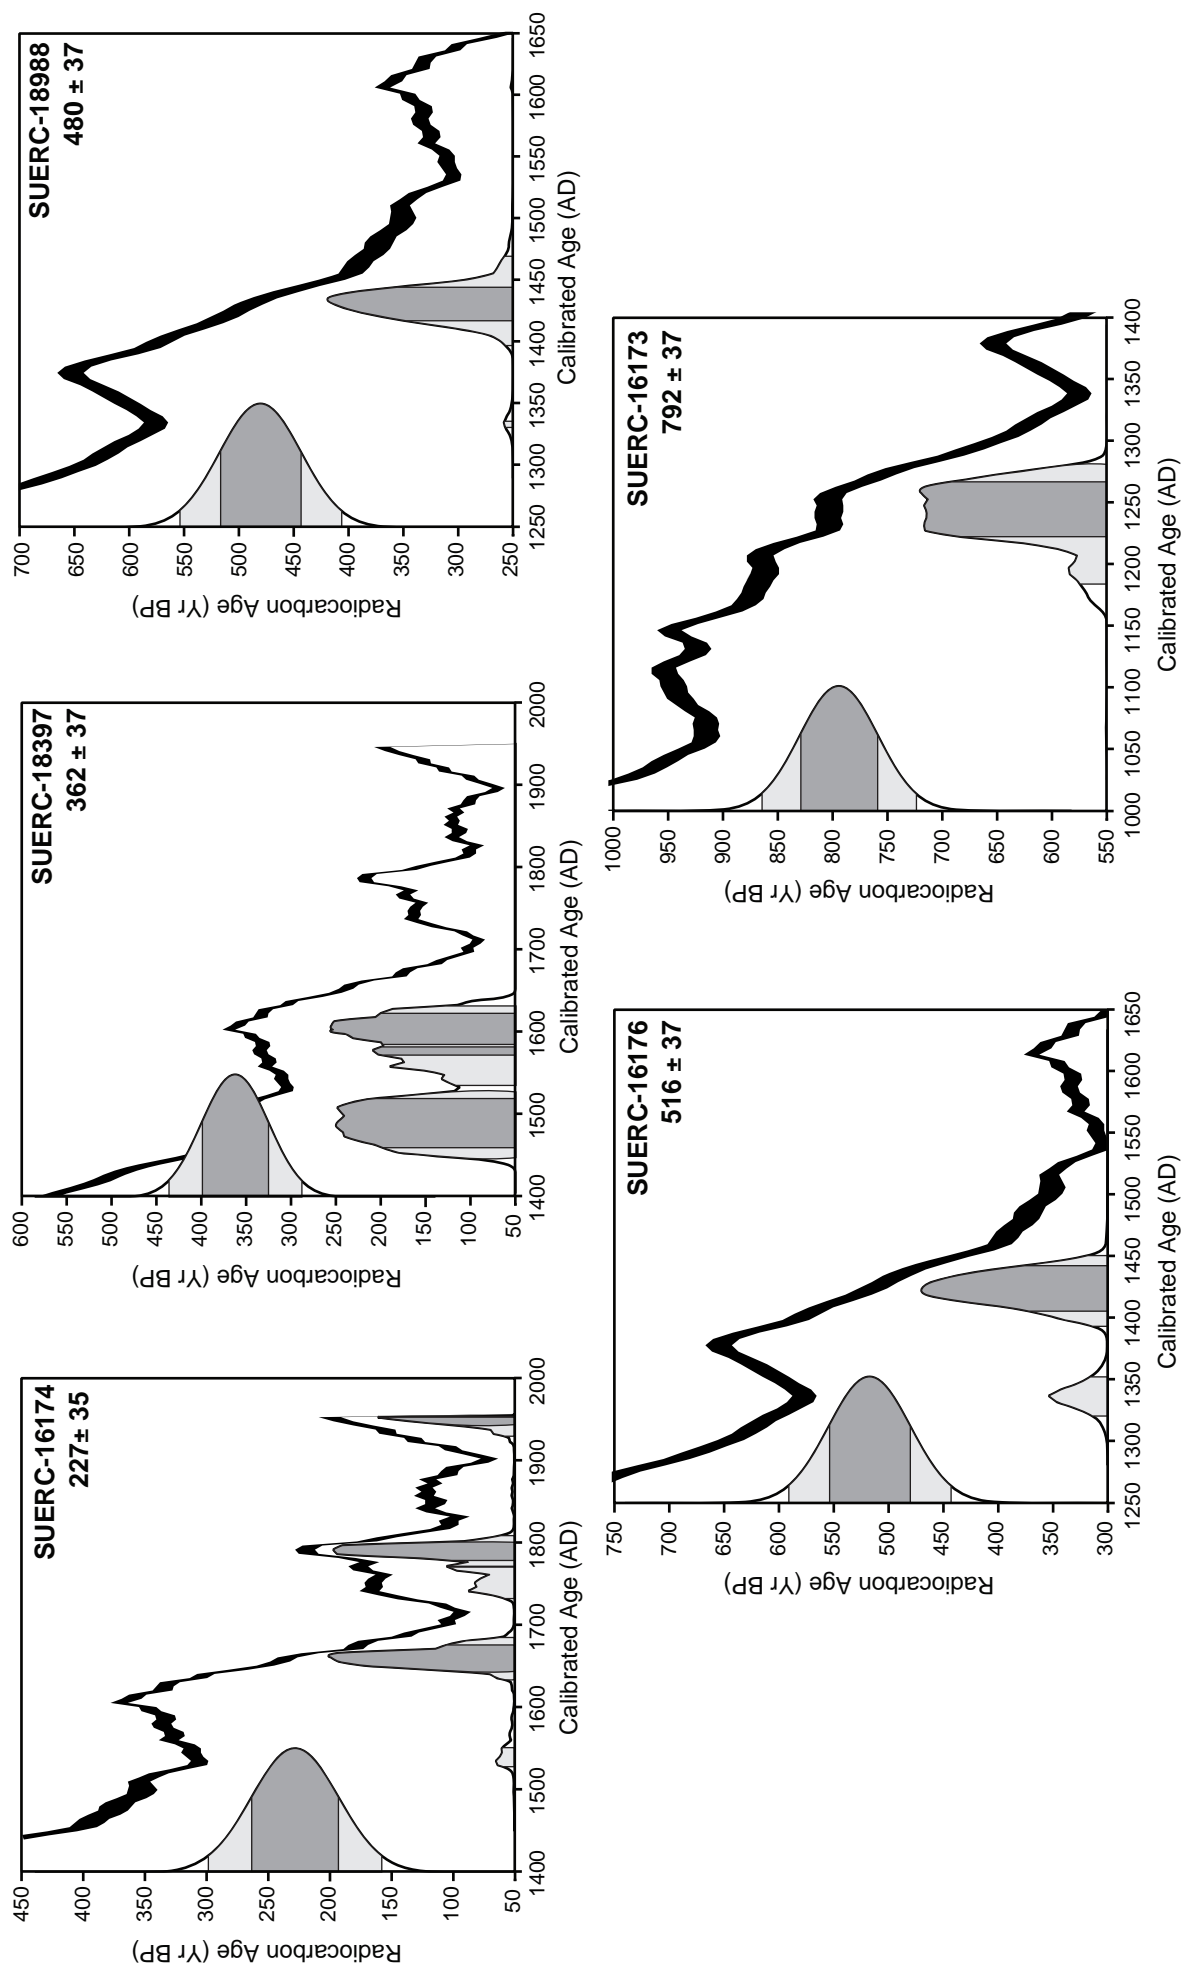 SUERC-16174
227± 35
450
400
350
300
250
200
150
100
50
Radiocarbon Age (Yr BP)
1400 1500 1600 1700 1800 1900 2000
Calibrated Age (AD)
SUERC-18397
362 ± 37
600
550
500
450
400
350
300
250
200
150
100
50
Radiocarbon Age (Yr BP)
1400 1500 1600 1700 1800 1900 2000
Calibrated Age (AD)
SUERC-18988
480 ± 37
700
600
600
550
500
450
400
350
300
250
Radiocarbon Age (Yr BP)
1250 1300 1350 1400 1450 1500 1550 1600 1650
Calibrated Age (AD)
SUERC-16176
516 ± 37
750
700
650
600
550
500
450
400
350
300
Radiocarbon Age (Yr BP)
1250 1300 1350 1400 1450 1500 1550 1600 1650
Calibrated Age (AD)
SUERC-16173
792 ± 37
1000
950
900
850
800
750
700
600
600
550
Radiocarbon Age (Yr BP)
1000 1050 1100 1150 1200 1250 1300 1350 1400
Calibrated Age (AD)